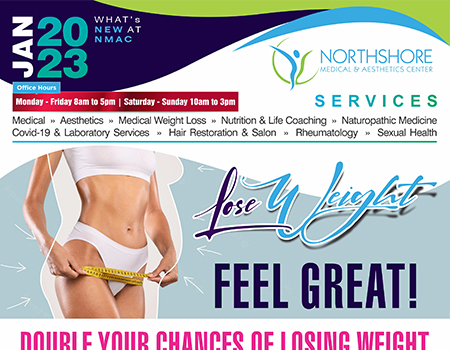 JAN 2023
WHAT's
NEW AT
NMAC
Office Hours
Monday - Friday 8am to 5pm | Saturday - Sunday 10am to 3pm
NORTHSHORE
MEDICAL & AESTHETICS CENTER
SERVICES
Medical » Aesthetics » Medical Weight Loss » Nutrition & Life Coaching » Naturopathic Medicine
Covid-19 & Laboratory Services » Hair Restoration & Salon » Rheumatology » Sexual Health
Lose Weight
FEEL GREAT!
DOUBLE YOUR CHANCES OF LOSING WEIGHT